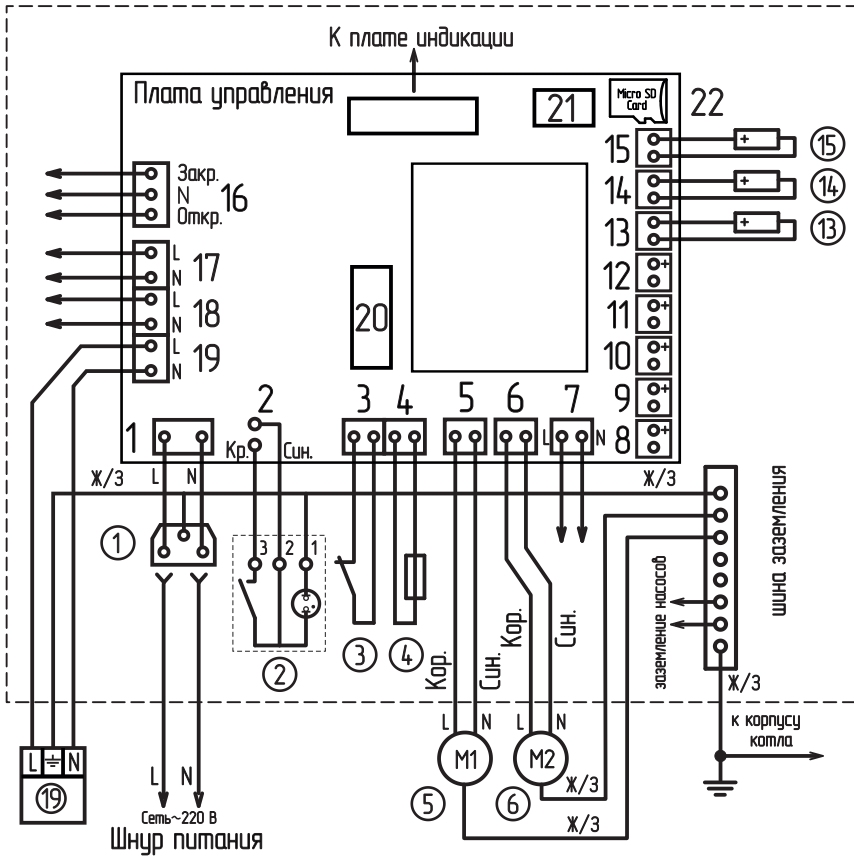 К плате индикации
Плата управления
21
Micro SD
Card
22
15
+
15
14
+
14
13
+
13
12
+
11
+
10
+
9
+
8
+
Закр.
N
Откр.
16
L
N
17
L
N
18
L
N
19
20
1
2
3
4
5
6
7
L
N
Кр.
Син.
L
N
Ж/З
Ж/З
1
3
2
1
2
3
4
Кор.
Син.
Кор.
Син.
заземление насосов
шина заземления
Ж/З
к корпусу
котла
L
N
L
N
M1
M2
5
6
Ж/З
Ж/З
L
N
19
L
N
Сеть~220 В
Шнур питания